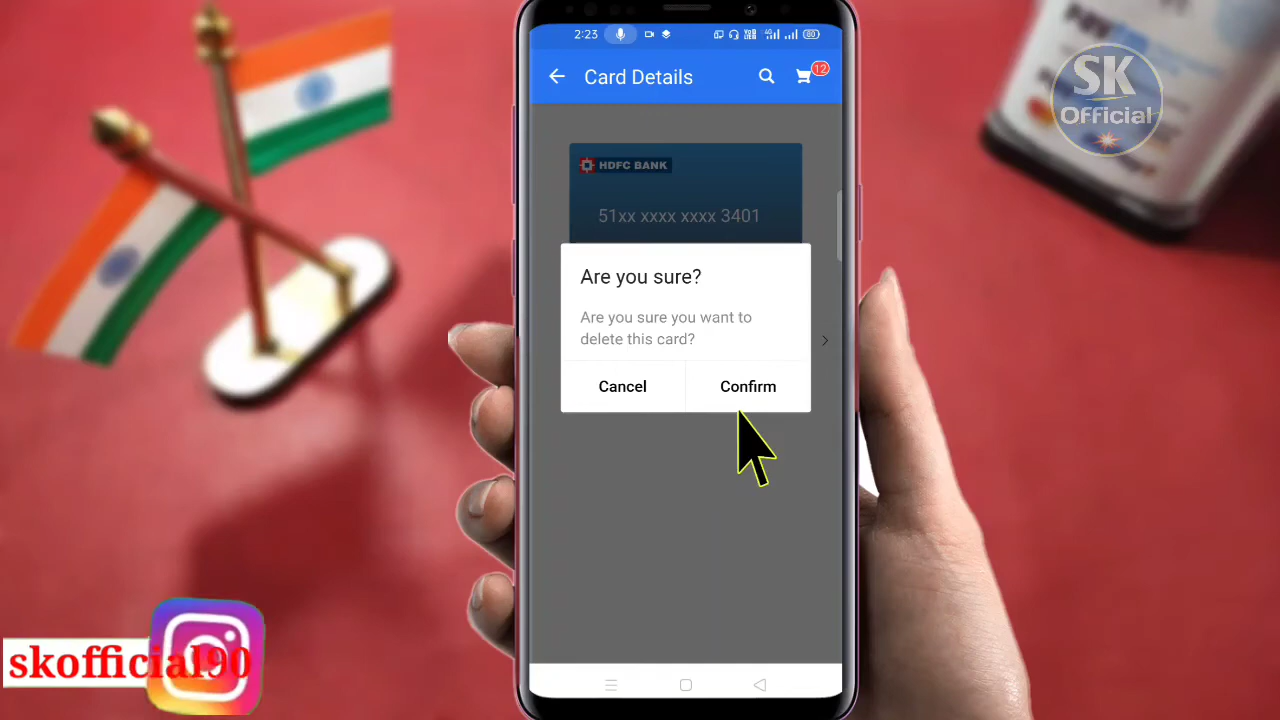 2:23
80
Card Details
12
HDFC BANK
51xx xxxx xxxx 3401
Are you sure?
Are you sure you want to
delete this card?
Cancel
Confirm
SK
Official
skofficial90